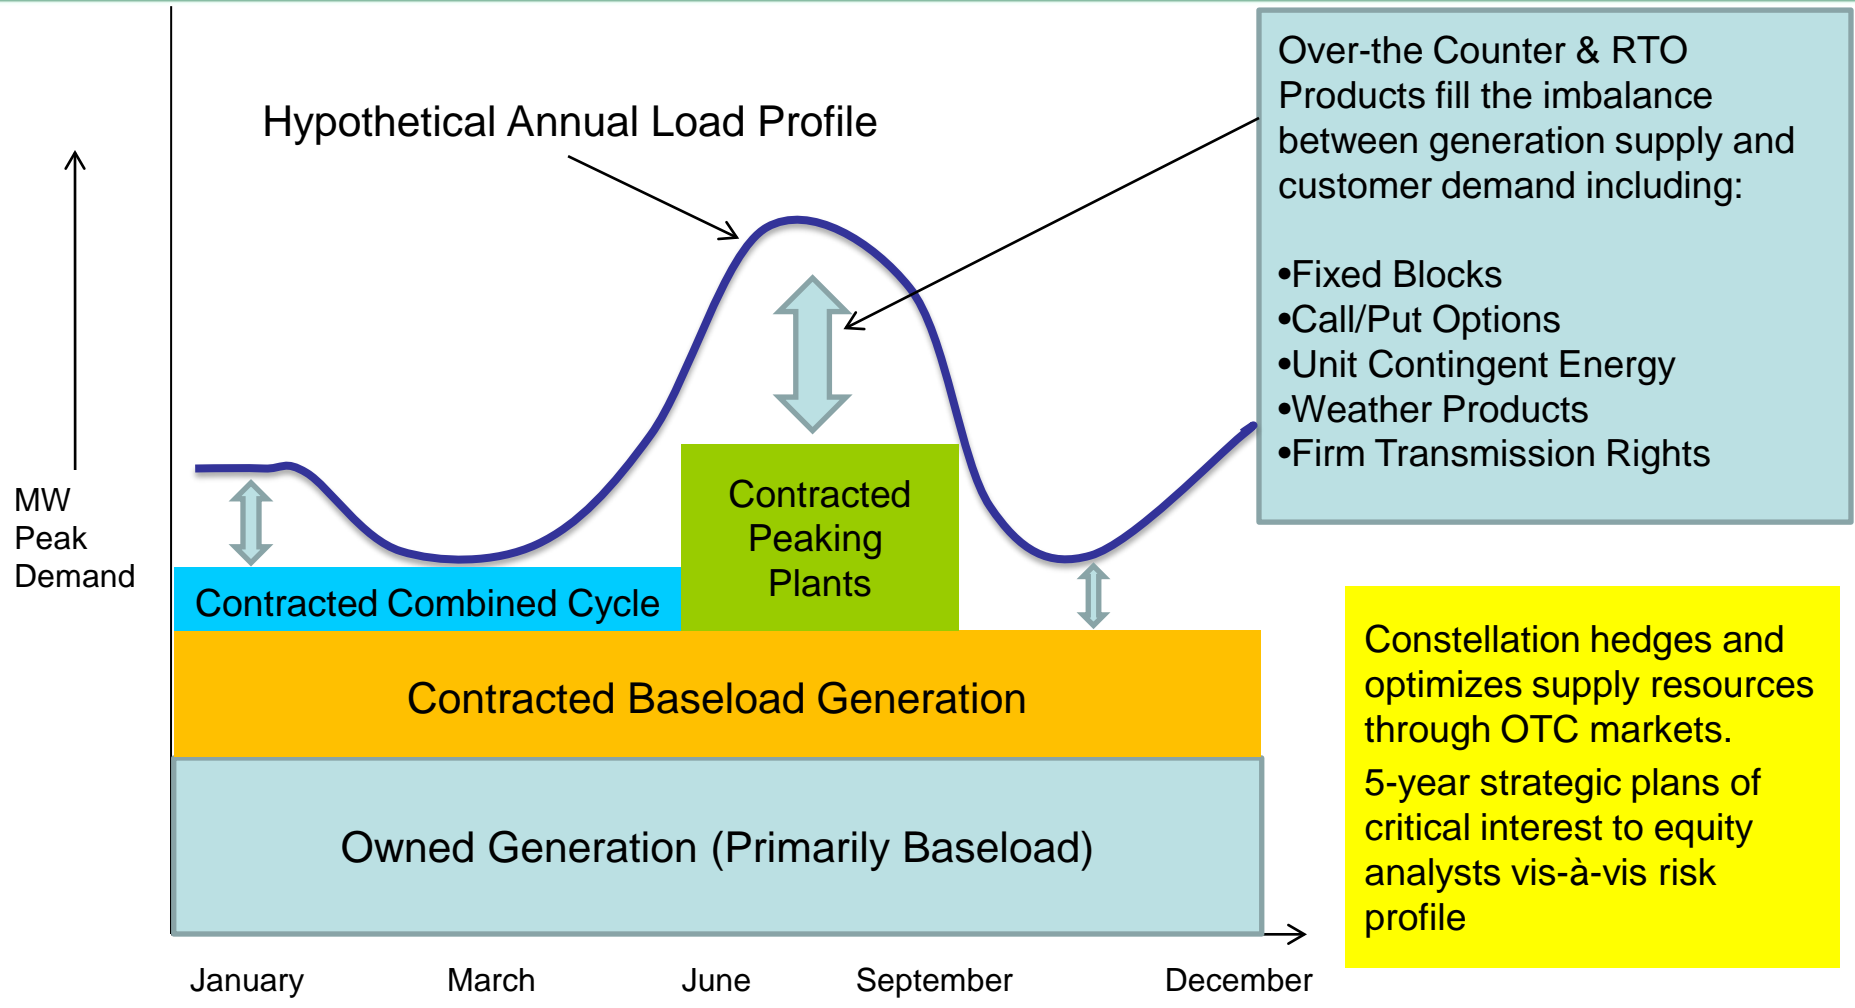 Hypothetical Annual Load Profile
MW
Peak
Demand
Contracted Combined Cycle
Contracted
Peaking
Plants
Contracted Baseload Generation
Owned Generation (Primarily Baseload)
January
March
June
September
December
Over-the Counter & RTO
Products fill the imbalance
between generation supply and
customer demand including:
•Fixed Blocks
•Call/Put Options
•Unit Contingent Energy
•Weather Products
•Firm Transmission Rights
Constellation hedges and
optimizes supply resources
through OTC markets.
5-year strategic plans of
critical interest to equity
analysts vis-à-vis risk
profile